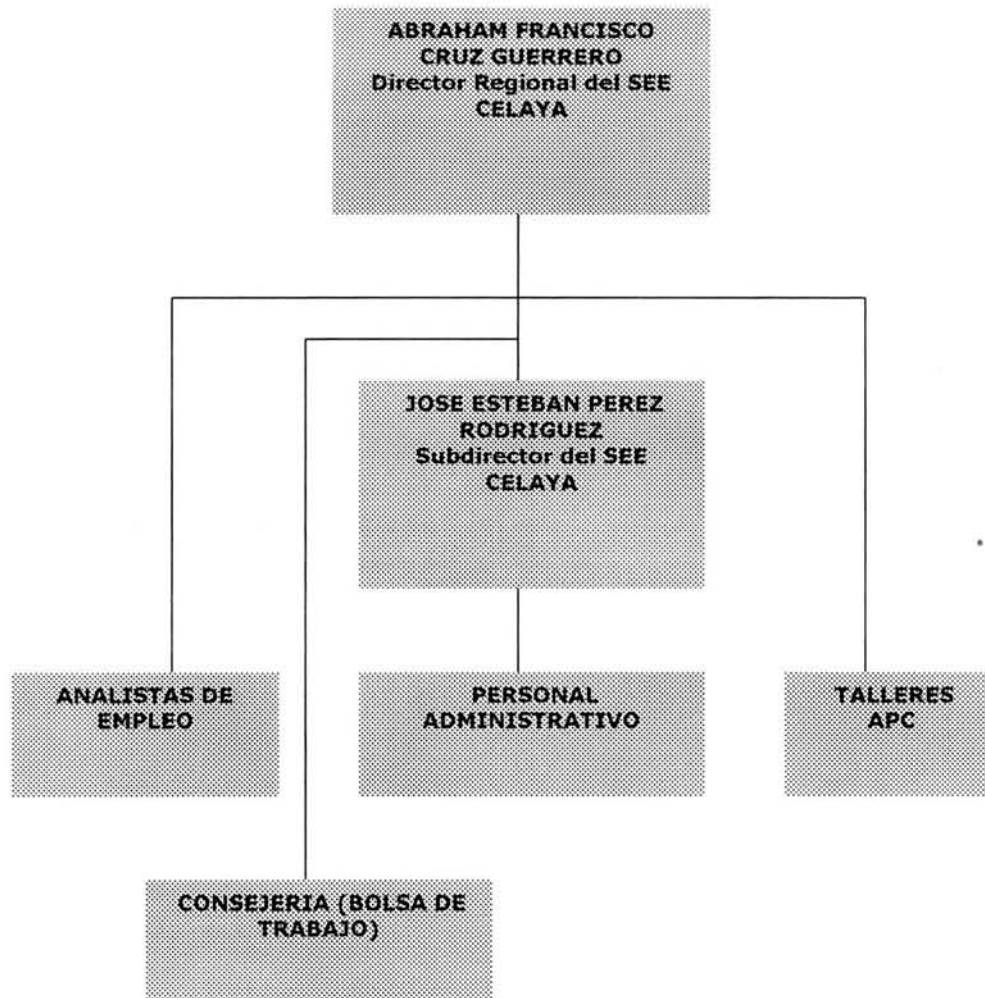 ABRAHAM FRANCISCO
CRUZ GUERRERO
Director Regional del SEE
CELAYA
JOSE ESTEBAN PEREZ
RODRIGUEZ
Subdirector del SEE
CELAYA
ANALISTAS DE
EMPLEO
PERSONAL
ADMINISTRATIVO
TALLERES
APC
CONSEJERIA (BOLSA DE
TRABAJO)